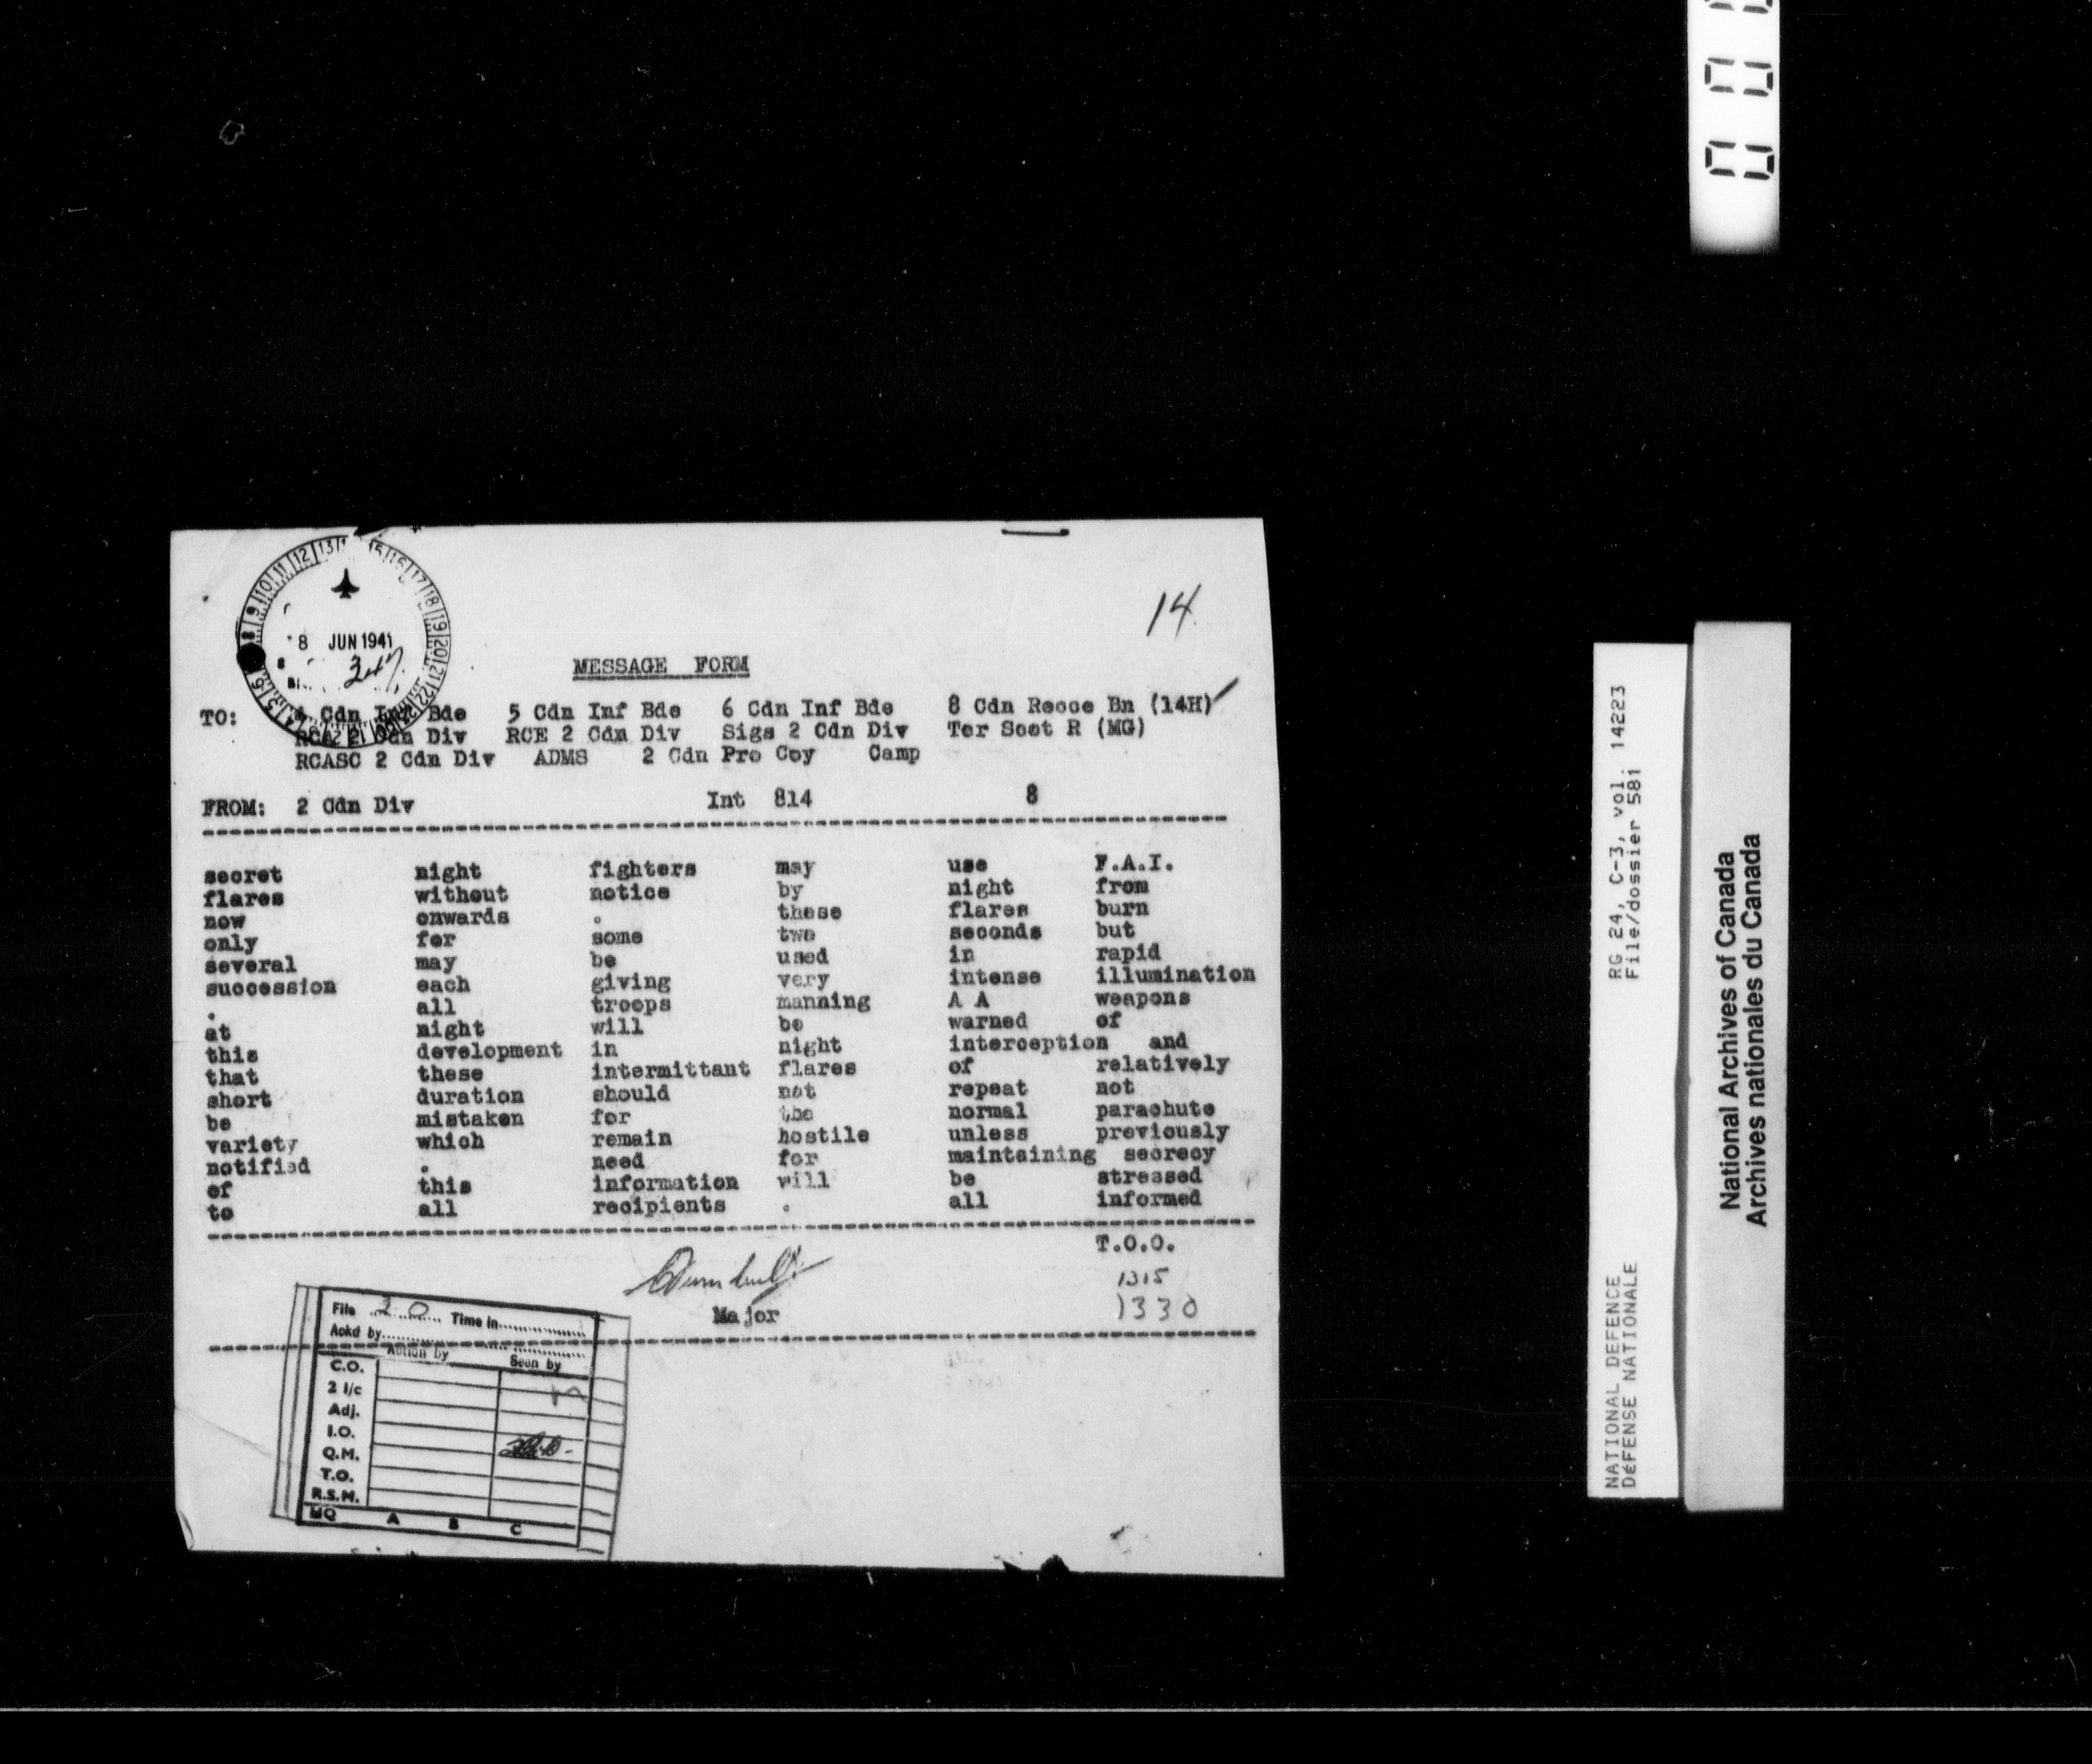 14
8 JUN 1941
MESSAGE FORM
TO: 4 Cdn Inf Bde 5 Cdn Inf Bde 6 Cdn Inf Bde 8 Cdn Recce Bn (14H)
RCA 2 Cdn Div RCE 2 Cdn Div Sigs 2 Cdn Div Tor Scot R (MG)
RCASC 2 Cdn Div ADMS 2 Cdn Pro Coy Camp
FROM: 2 Cdn Div Int 814 8
secret night fighters may use F.A.I.
flares without notice by night from
now onwards . these flares burn
only for some two seconds but
several may be used in rapid
succession each giving very intense illumination
. all troops manning A A weapons
at night will be warned of
this development in night interception and
that these intermittant flares of relatively
short duration should not repeat not
be mistaken for the normal parachute
variety which remain hostile unless previously
notified . need for maintaining secrecy
of this information will be stressed
to all recipients . all informed
T.O.O.
1315
Major 1330
File 20 Time in
Ackd by
Action by Seen by
C.O.
2 i/c
Adj.
I.O.
Q.M.
T.O.
R.S.M.
HQ A B C
RG 24, C-3, vol. 14223
File/dossier 581
NATIONAL DEFENCE
DÉFENSE NATIONALE
National Archives of Canada
Archives nationales du Canada